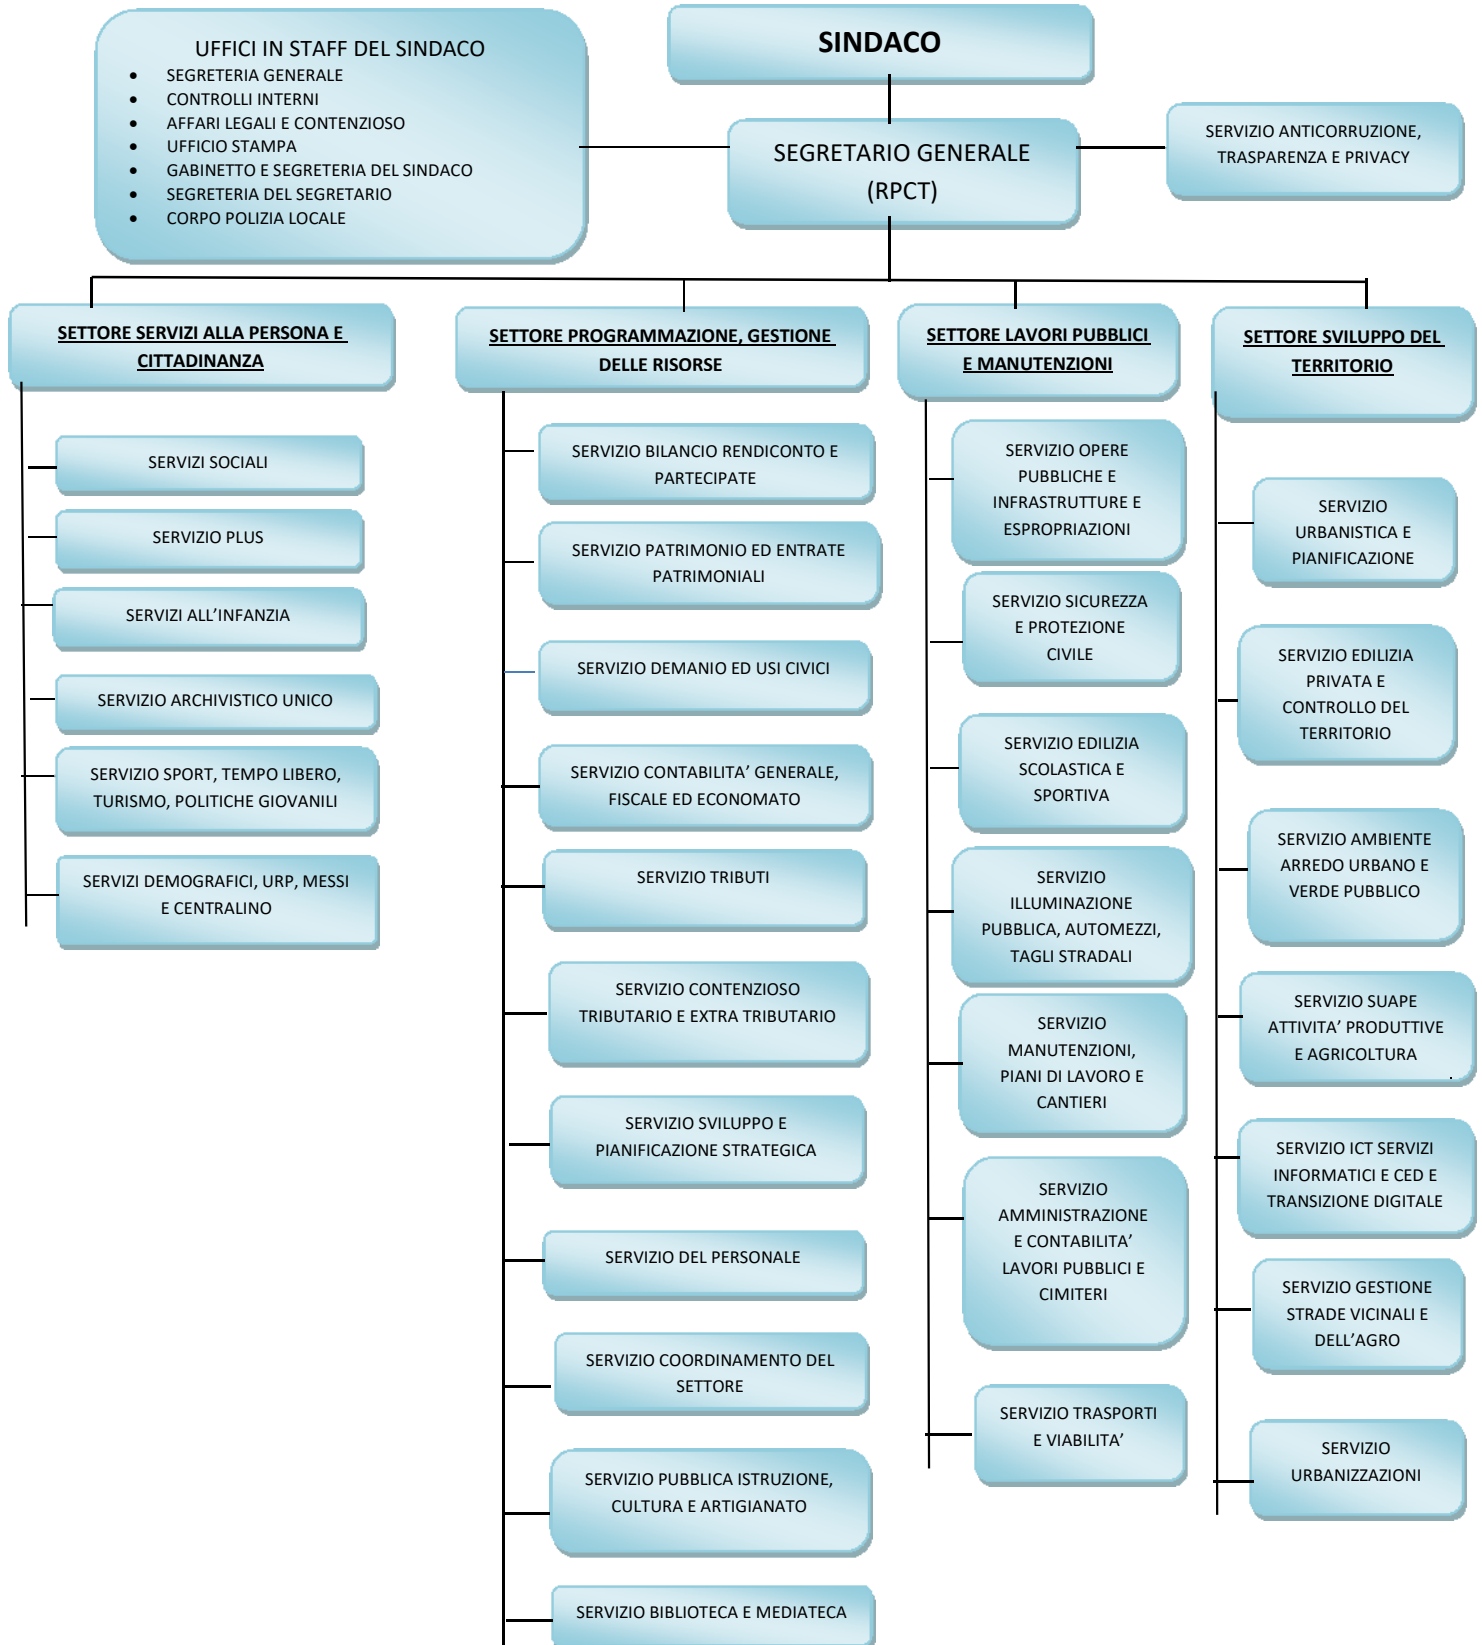 UFFICI IN STAFF DEL SINDACO
• SEGRETERIA GENERALE
• CONTROLLI INTERNI
• AFFARI LEGALI E CONTENZIOSO
• UFFICIO STAMPA
• GABINETTO E SEGRETERIA DEL SINDACO
• SEGRETERIA DEL SEGRETARIO
• CORPO POLIZIA LOCALE
SINDACO
SEGRETARIO GENERALE
(RPCT)
SERVIZIO ANTICORRUZIONE,
TRASPARENZA E PRIVACY
SETTORE SERVIZI ALLA PERSONA E
CITTADINANZA
SERVIZI SOCIALI
SERVIZIO PLUS
SERVIZI ALL’INFANZIA
SERVIZIO ARCHIVISTICO UNICO
SERVIZIO SPORT, TEMPO LIBERO,
TURISMO, POLITICHE GIOVANILI
SERVIZI DEMOGRAFICI, URP, MESSI
E CENTRALINO
SETTORE PROGRAMMAZIONE, GESTIONE
DELLE RISORSE
SERVIZIO BILANCIO RENDICONTO E
PARTECIPATE
SERVIZIO PATRIMONIO ED ENTRATE
PATRIMONIALI
SERVIZIO DEMANIO ED USI CIVICI
SERVIZIO CONTABILITA’ GENERALE,
FISCALE ED ECONOMATO
SERVIZIO TRIBUTI
SERVIZIO CONTENZIOSO
TRIBUTARIO E EXTRA TRIBUTARIO
SERVIZIO SVILUPPO E
PIANIFICAZIONE STRATEGICA
SERVIZIO DEL PERSONALE
SERVIZIO COORDINAMENTO DEL
SETTORE
SERVIZIO PUBBLICA ISTRUZIONE,
CULTURA E ARTIGIANATO
SERVIZIO BIBLIOTECA E MEDIATECA
SETTORE LAVORI PUBBLICI
E MANUTENZIONI
SERVIZIO OPERE
PUBBLICHE E
INFRASTRUTTURE E
ESPROPRIAZIONI
SERVIZIO SICUREZZA
E PROTEZIONE
CIVILE
SERVIZIO EDILIZIA
SCOLASTICA E
SPORTIVA
SERVIZIO
ILLUMINAZIONE
PUBBLICA, AUTOMEZZI,
TAGLI STRADALI
SERVIZIO
MANUTENZIONI,
PIANI DI LAVORO E
CANTIERI
SERVIZIO
AMMINISTRAZIONE
E CONTABILITA’
LAVORI PUBBLICI E
CIMITERI
SERVIZIO TRASPORTI
E VIABILITA’
SETTORE SVILUPPO DEL
TERRITORIO
SERVIZIO
URBANISTICA E
PIANIFICAZIONE
SERVIZIO EDILIZIA
PRIVATA E
CONTROLLO DEL
TERRITORIO
SERVIZIO AMBIENTE
ARREDO URBANO E
VERDE PUBBLICO
SERVIZIO SUAPE
ATTIVITA’ PRODUTTIVE
E AGRICOLTURA
.
SERVIZIO ICT SERVIZI
INFORMATICI E CED E
TRANSIZIONE DIGITALE
SERVIZIO GESTIONE
STRADE VICINALI E
DELL’AGRO
SERVIZIO
URBANIZZAZIONI